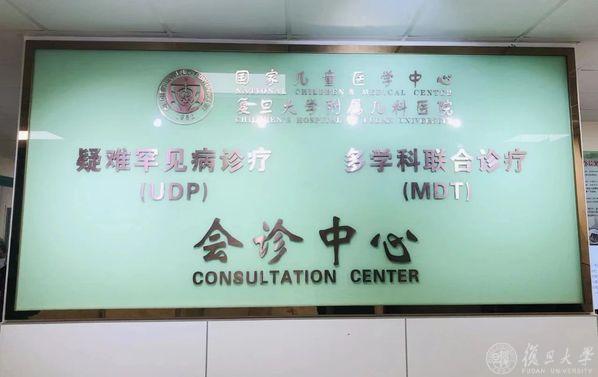 国家儿童医学中心
NATIONAL CHILDREN'S MEDICAL CENTER
复旦大学附属儿科医院
CHILDREN'S HOSPITAL OF FUDAN UNIVERSITY
疑难罕见病诊疗
(UDP)
多学科联合诊疗
(MDT)
会诊中心
CONSULTATION CENTER
復旦大學
FUDAN UNIVERSITY